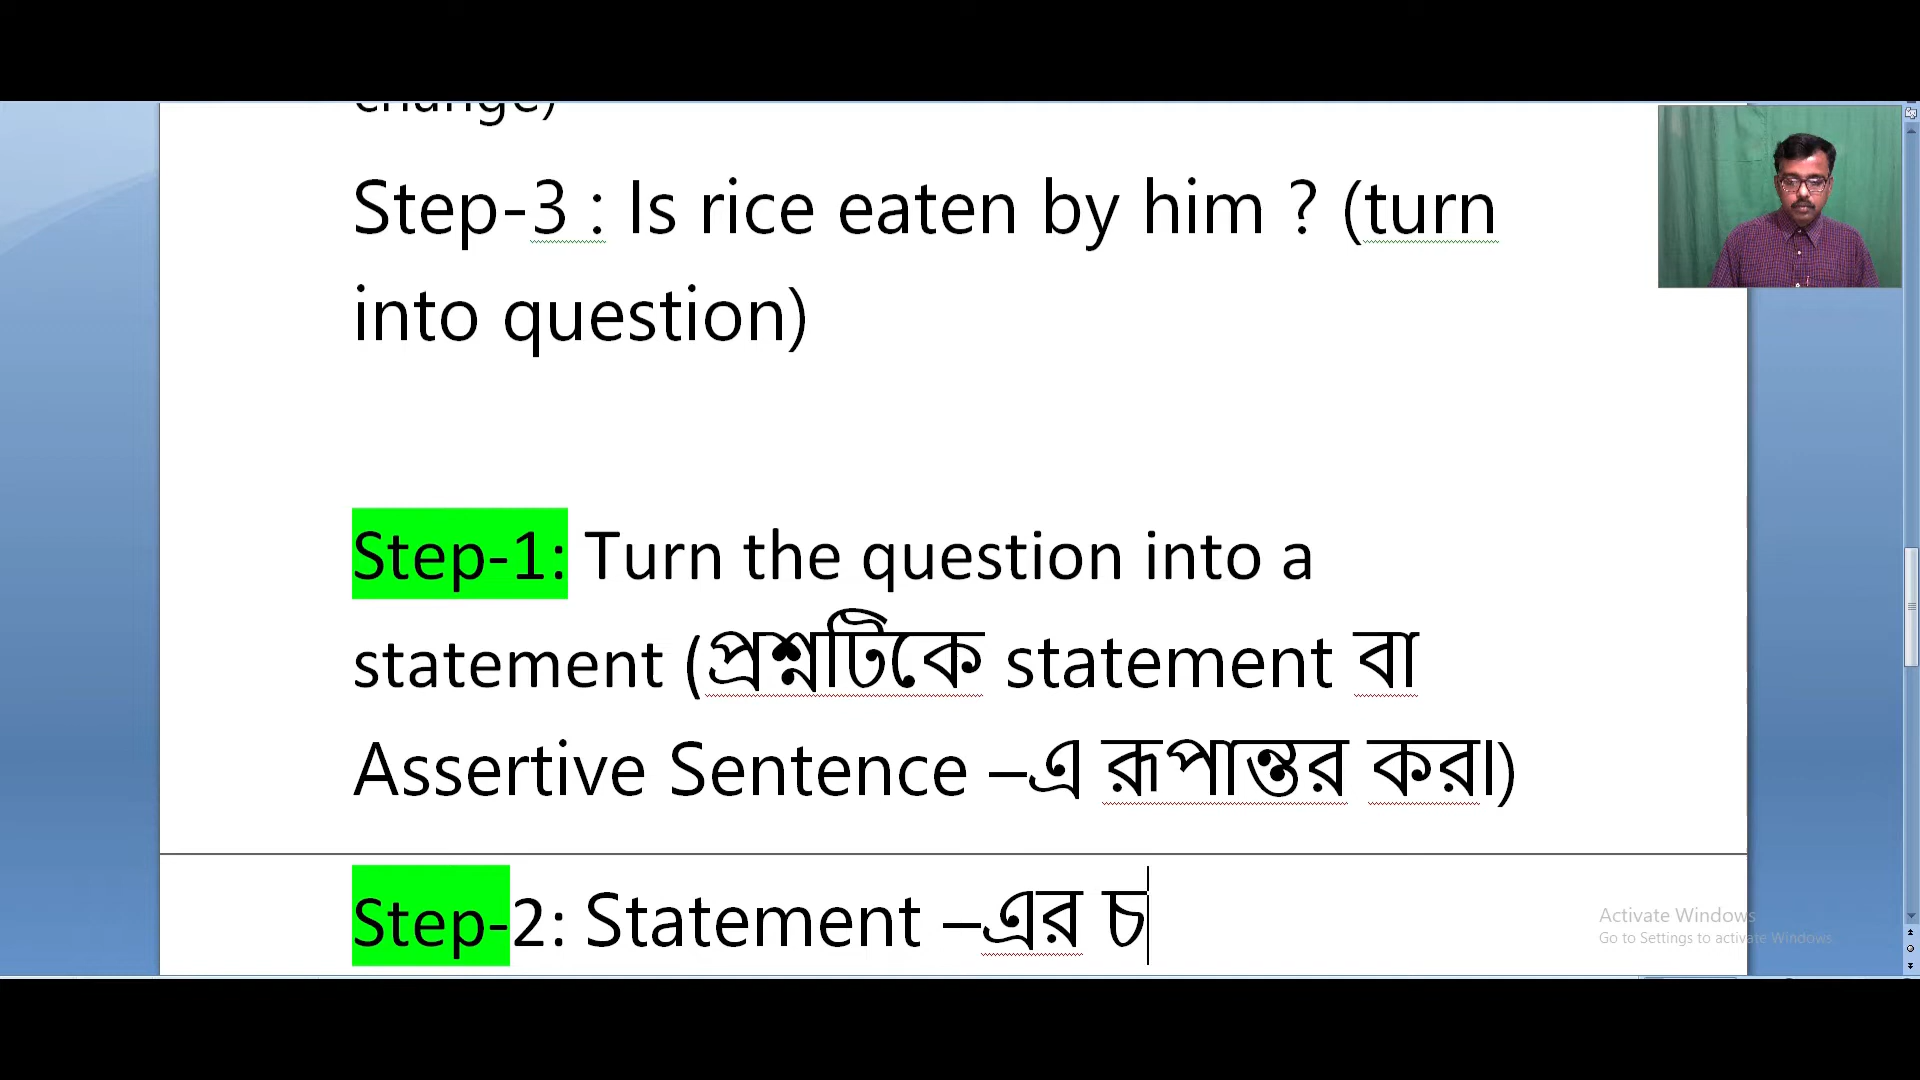 change)
Step-3 : Is rice eaten by him ? (turn
into question)
Step-1: Turn the question into a
statement (প্রশ্নটিকে statement বা
Assertive Sentence –এ রূপান্তর কর।)
Step-2: Statement –এর চ
Activate Windows
Go to Settings to activate Windows.